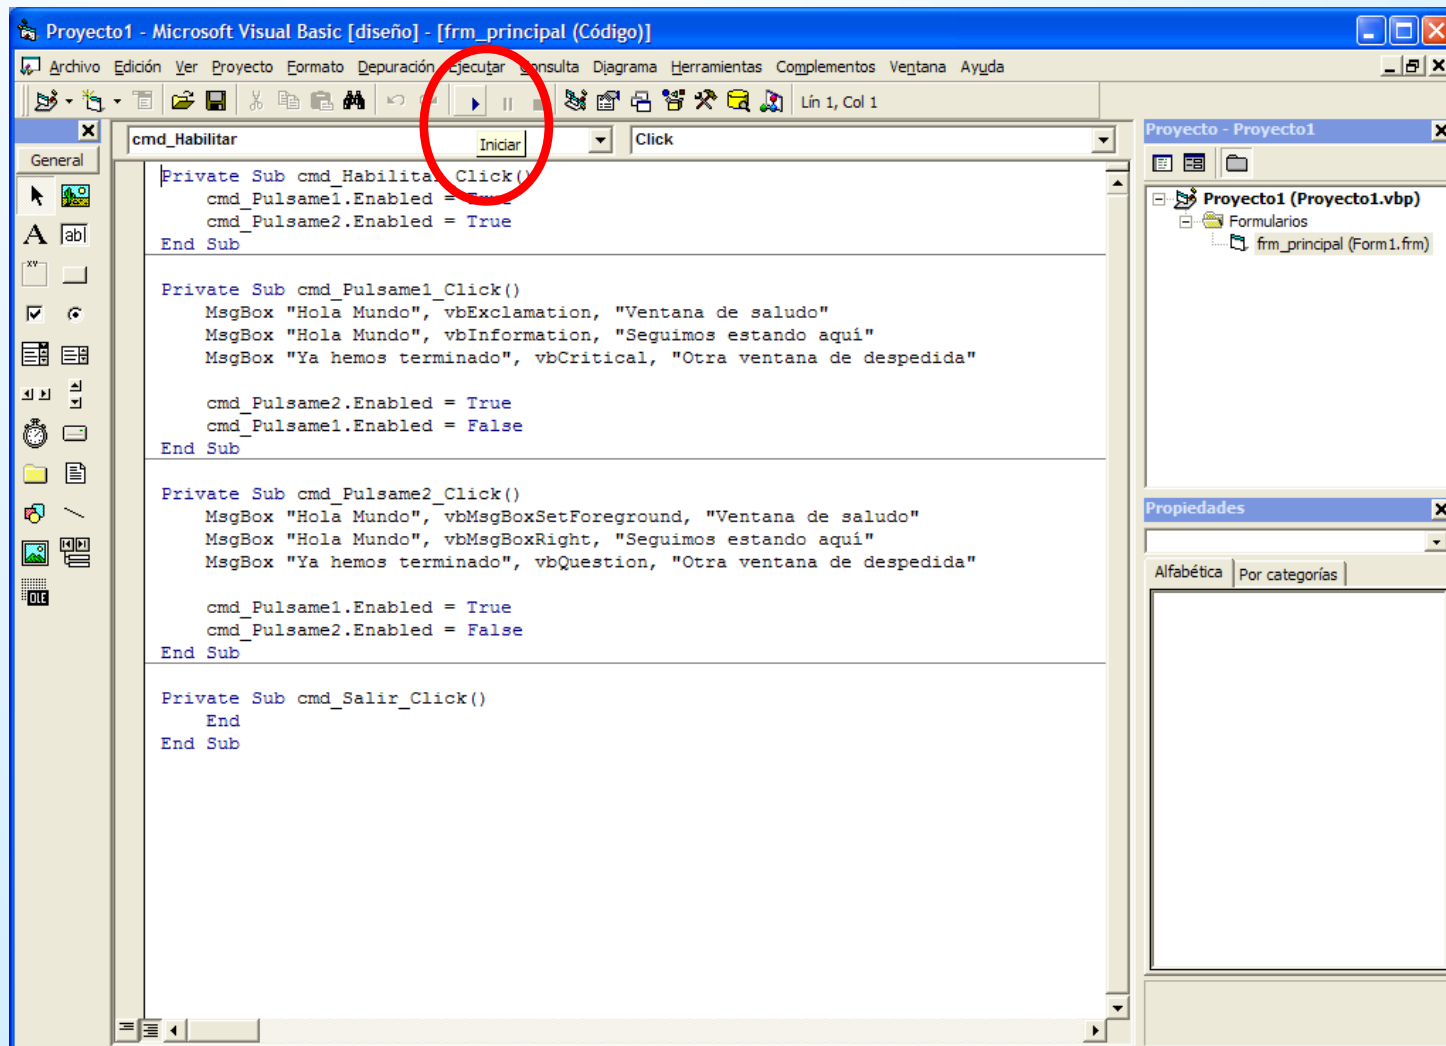 Proyecto1 - Microsoft Visual Basic [diseño] - [frm_principal (Código)]
Archivo Edición Ver Proyecto Formato Depuración Ejecutar Consulta Diagrama Herramientas Complementos Ventana Ayuda
Lín 1, Col 1
General
cmd_Habilitar
Click
Iniciar
Private Sub cmd_Habilitar_Click()
cmd_Pulsame1.Enabled = True
cmd_Pulsame2.Enabled = True
End Sub
Private Sub cmd_Pulsame1_Click()
MsgBox "Hola Mundo", vbExclamation, "Ventana de saludo"
MsgBox "Hola Mundo", vbInformation, "Seguimos estando aquí"
MsgBox "Ya hemos terminado", vbCritical, "Otra ventana de despedida"
cmd_Pulsame2.Enabled = True
cmd_Pulsame1.Enabled = False
End Sub
Private Sub cmd_Pulsame2_Click()
MsgBox "Hola Mundo", vbMsgBoxSetForeground, "Ventana de saludo"
MsgBox "Hola Mundo", vbMsgBoxRight, "Seguimos estando aquí"
MsgBox "Ya hemos terminado", vbQuestion, "Otra ventana de despedida"
cmd_Pulsame1.Enabled = True
cmd_Pulsame2.Enabled = False
End Sub
Private Sub cmd_Salir_Click()
End
End Sub
A
abl
XY
OLE
Proyecto - Proyecto1
Proyecto1 (Proyecto1.vbp)
Formularios
frm_principal (Form1.frm)
Propiedades
Alfabética
Por categorías